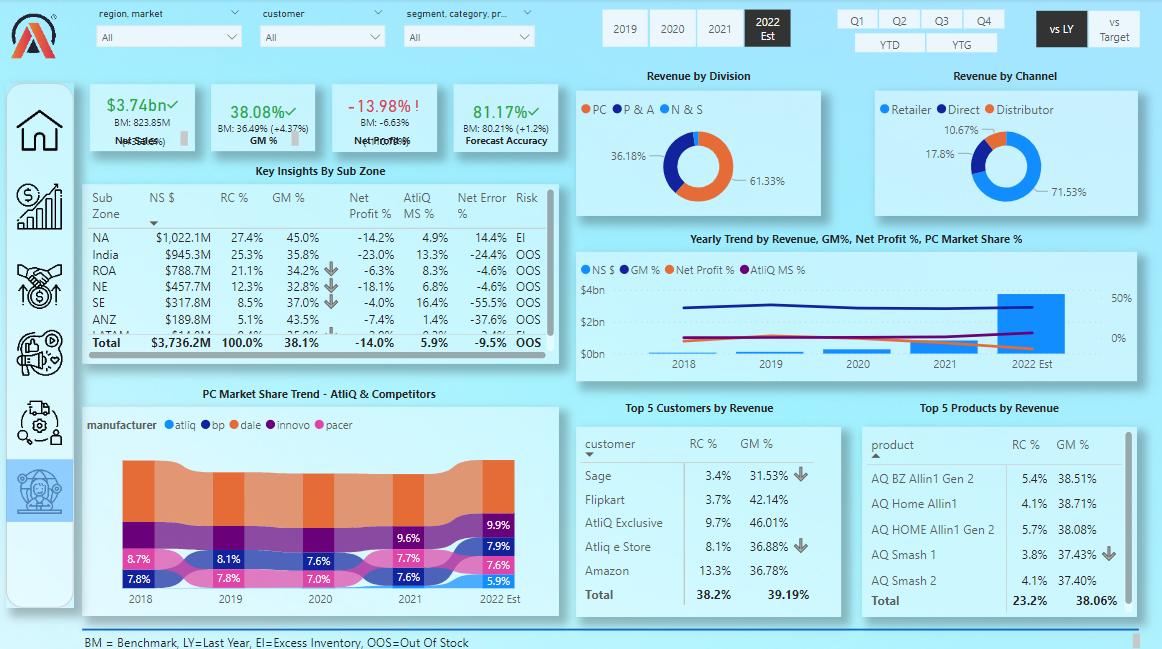 region, market
customer
segment, category, pr...
All
All
All
2019
2020
2021
2022 Est
Q1
Q2
Q3
Q4
YTD
YTG
vs LY
vs Target
$3.74bn
BM: 823.85M
Net Sales
38.08%
BM: 36.49% (+4.37%)
GM %
-13.98% !
BM: -6.63%
Net Profit %
81.17%
BM: 80.21% (+1.2%)
Forecast Accuracy
Revenue by Division
PC P & A N & S
36.18%
61.33%
Revenue by Channel
Retailer Direct Distributor
10.67%
17.8%
71.53%
Key Insights By Sub Zone
Sub Zone NS $ RC % GM % Net Profit % AtliQ MS % Net Error % Risk
NA $1,022.1M 27.4% 45.0% -14.2% 4.9% 14.4% EI
India $945.3M 25.3% 35.8% -23.0% 13.3% -24.4% OOS
ROA $788.7M 21.1% 34.2% -6.3% 8.3% -4.6% OOS
NE $457.7M 12.3% 32.8% -18.1% 6.8% -4.6% OOS
SE $317.8M 8.5% 37.0% -4.0% 16.4% -55.5% OOS
ANZ $189.8M 5.1% 43.5% -7.4% 1.4% -37.6% OOS
Total $3,736.2M 100.0% 38.1% -14.0% 5.9% -9.5% OOS
Yearly Trend by Revenue, GM%, Net Profit %, PC Market Share %
NS $ GM % Net Profit % AtliQ MS %
$4bn
$2bn
$0bn
50%
0%
2018 2019 2020 2021 2022 Est
PC Market Share Trend - AtliQ & Competitors
manufacturer atliq bp dale innovo pacer
8.7%
7.8%
8.1%
7.8%
7.6%
7.0%
9.6%
7.7%
7.6%
9.9%
7.9%
7.6%
5.9%
2018 2019 2020 2021 2022 Est
Top 5 Customers by Revenue
customer RC % GM %
Sage 3.4% 31.53%
Flipkart 3.7% 42.14%
AtliQ Exclusive 9.7% 46.01%
Atliq e Store 8.1% 36.88%
Amazon 13.3% 36.78%
Total 38.2% 39.19%
Top 5 Products by Revenue
product RC % GM %
AQ BZ Allin1 Gen 2 5.4% 38.51%
AQ Home Allin1 4.1% 38.71%
AQ HOME Allin1 Gen 2 5.7% 38.08%
AQ Smash 1 3.8% 37.43%
AQ Smash 2 4.1% 37.40%
Total 23.2% 38.06%
BM = Benchmark, LY=Last Year, EI=Excess Inventory, OOS=Out Of Stock